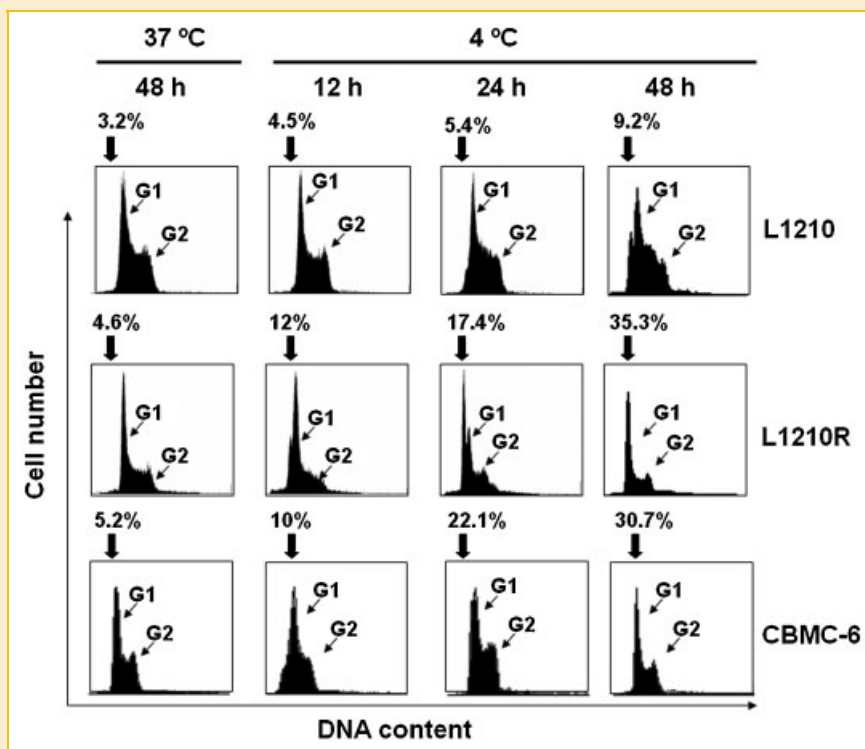 37 ºC 4 ºC
48 h 12 h 24 h 48 h
3.2% 4.5% 5.4% 9.2%
G1 G1 G1 G1
G2 G2 G2 G2
L1210
4.6% 12% 17.4% 35.3%
G1 G1 G1 G1
G2 G2 G2 G2
L1210R
5.2% 10% 22.1% 30.7%
G1 G1 G1 G1
G2 G2 G2 G2
CBMC-6
Cell number
DNA content